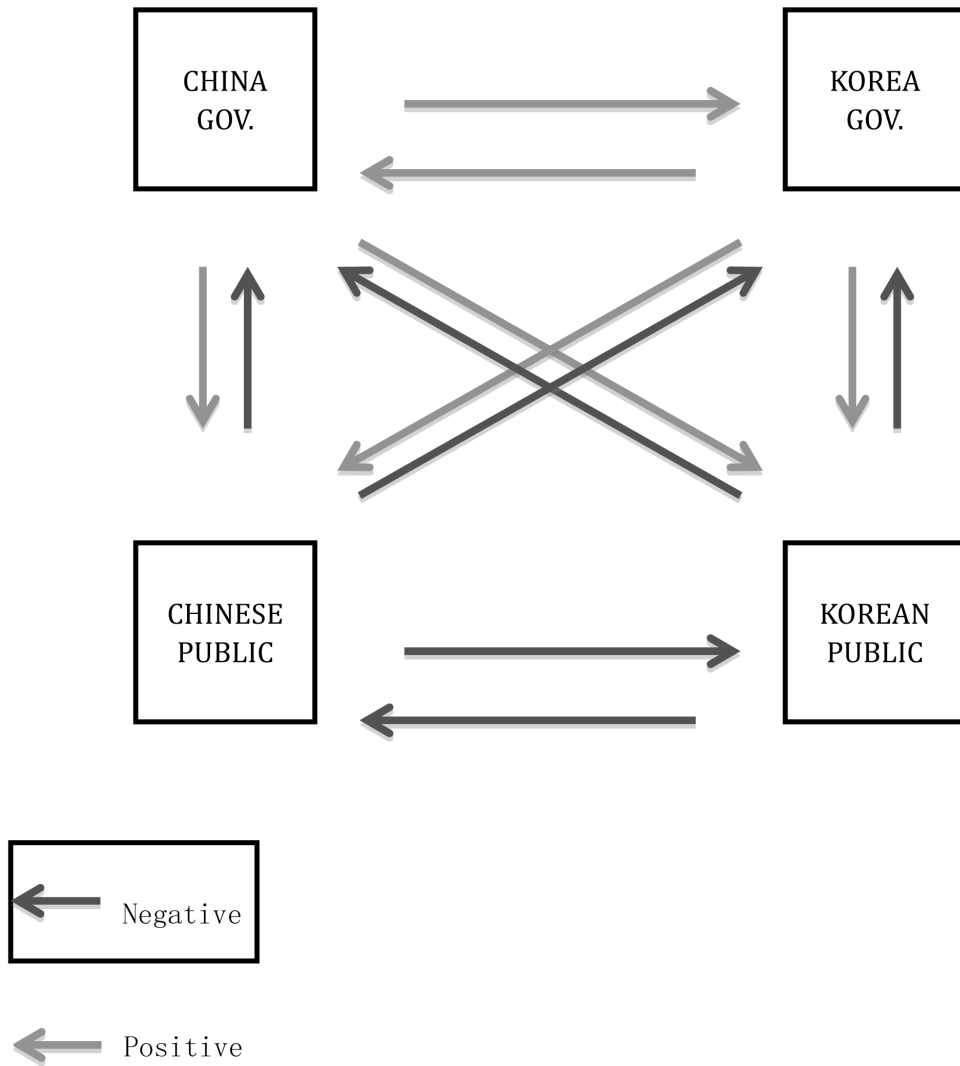 CHINA
GOV.
KOREA
GOV.
CHINESE
PUBLIC
KOREAN
PUBLIC
Negative
Positive